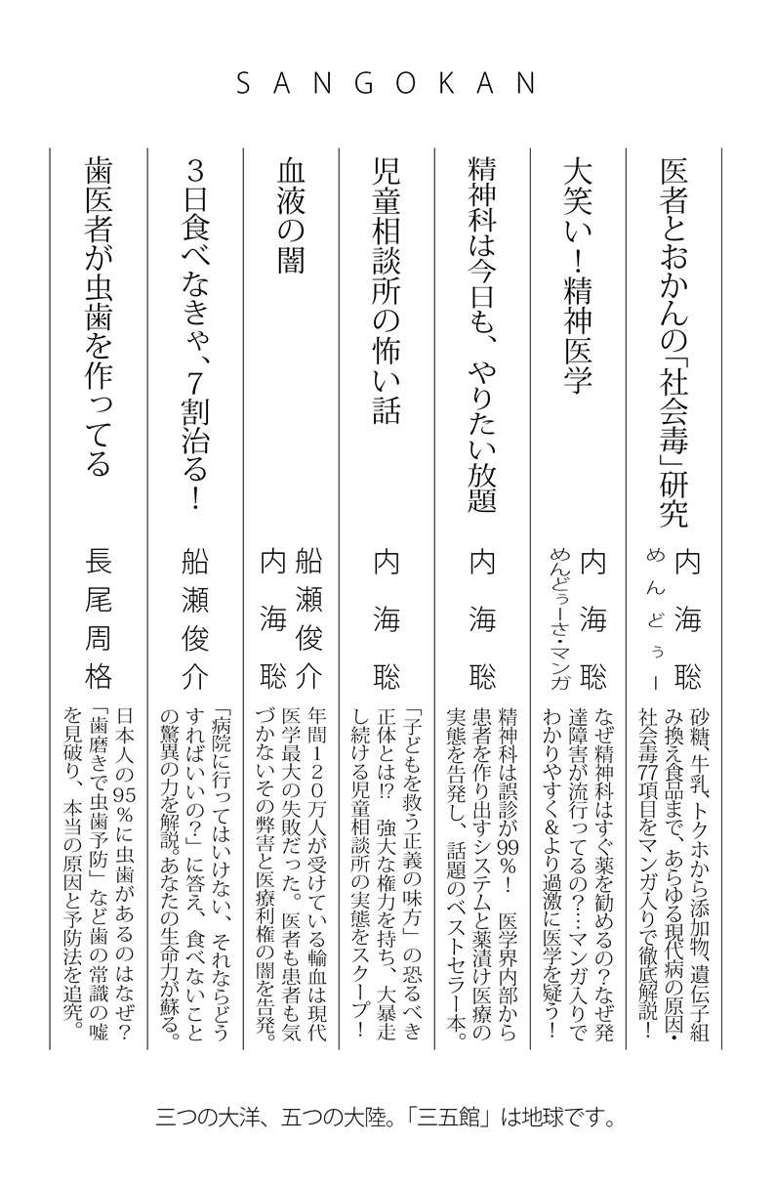 SANGOKAN
医者とおかんの「社会毒」研究
内海聡
めんどぅー
砂糖、牛乳、トクホから添加物、遺伝子組
み換え食品まで、あらゆる現代病の原因・
社会毒77項目をマンガ入りで徹底解説！
大笑い！精神医学
内海聡
めんどぅーさ・マンガ
なぜ精神科はすぐ薬を勧めるの？なぜ発
達障害が流行ってるの？…マンガ入りで
わかりやすく＆より過激に医学を疑う！
精神科は今日も、やりたい放題
内海聡
精神科は誤診が99％！　医学界内部から
患者を作り出すシステムと薬漬け医療の
実態を告発し、話題のベストセラー本。
児童相談所の怖い話
内海聡
「子どもを救う正義の味方」の恐るべき
正体とは!?　強大な権力を持ち、大暴走
し続ける児童相談所の実態をスクープ！
血液の闇
船瀬俊介
内海聡
年間120万人が受けている輸血は現代
医学最大の失敗だった。医者も患者も気
づかないその弊害と医療利権の闇を告発。
3日食べなきゃ、7割治る！
船瀬俊介
「病院に行ってはいけない、それならどう
すればいいの？」に答え、食べないこと
の驚異の力を解説。あなたの生命力が蘇る。
歯医者が虫歯を作ってる
長尾周格
日本人の95％に虫歯があるのはなぜ？
「歯磨きで虫歯予防」など歯の常識の嘘
を見破り、本当の原因と予防法を追究。
三つの大洋、五つの大陸。「三五館」は地球です。